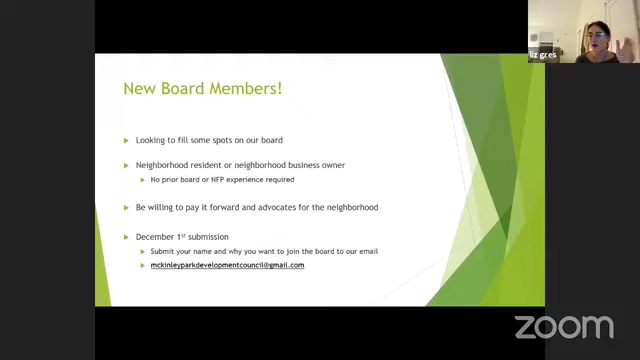 liz gres
New Board Members!
Looking to fill some spots on our board
Neighborhood resident or neighborhood business owner
No prior board or NFP experience required
Be willing to pay it forward and advocates for the neighborhood
December 1st submission
Submit your name and why you want to join the board to our email
mckinleyparkdevelopmentcouncil@gmail.com
zoom